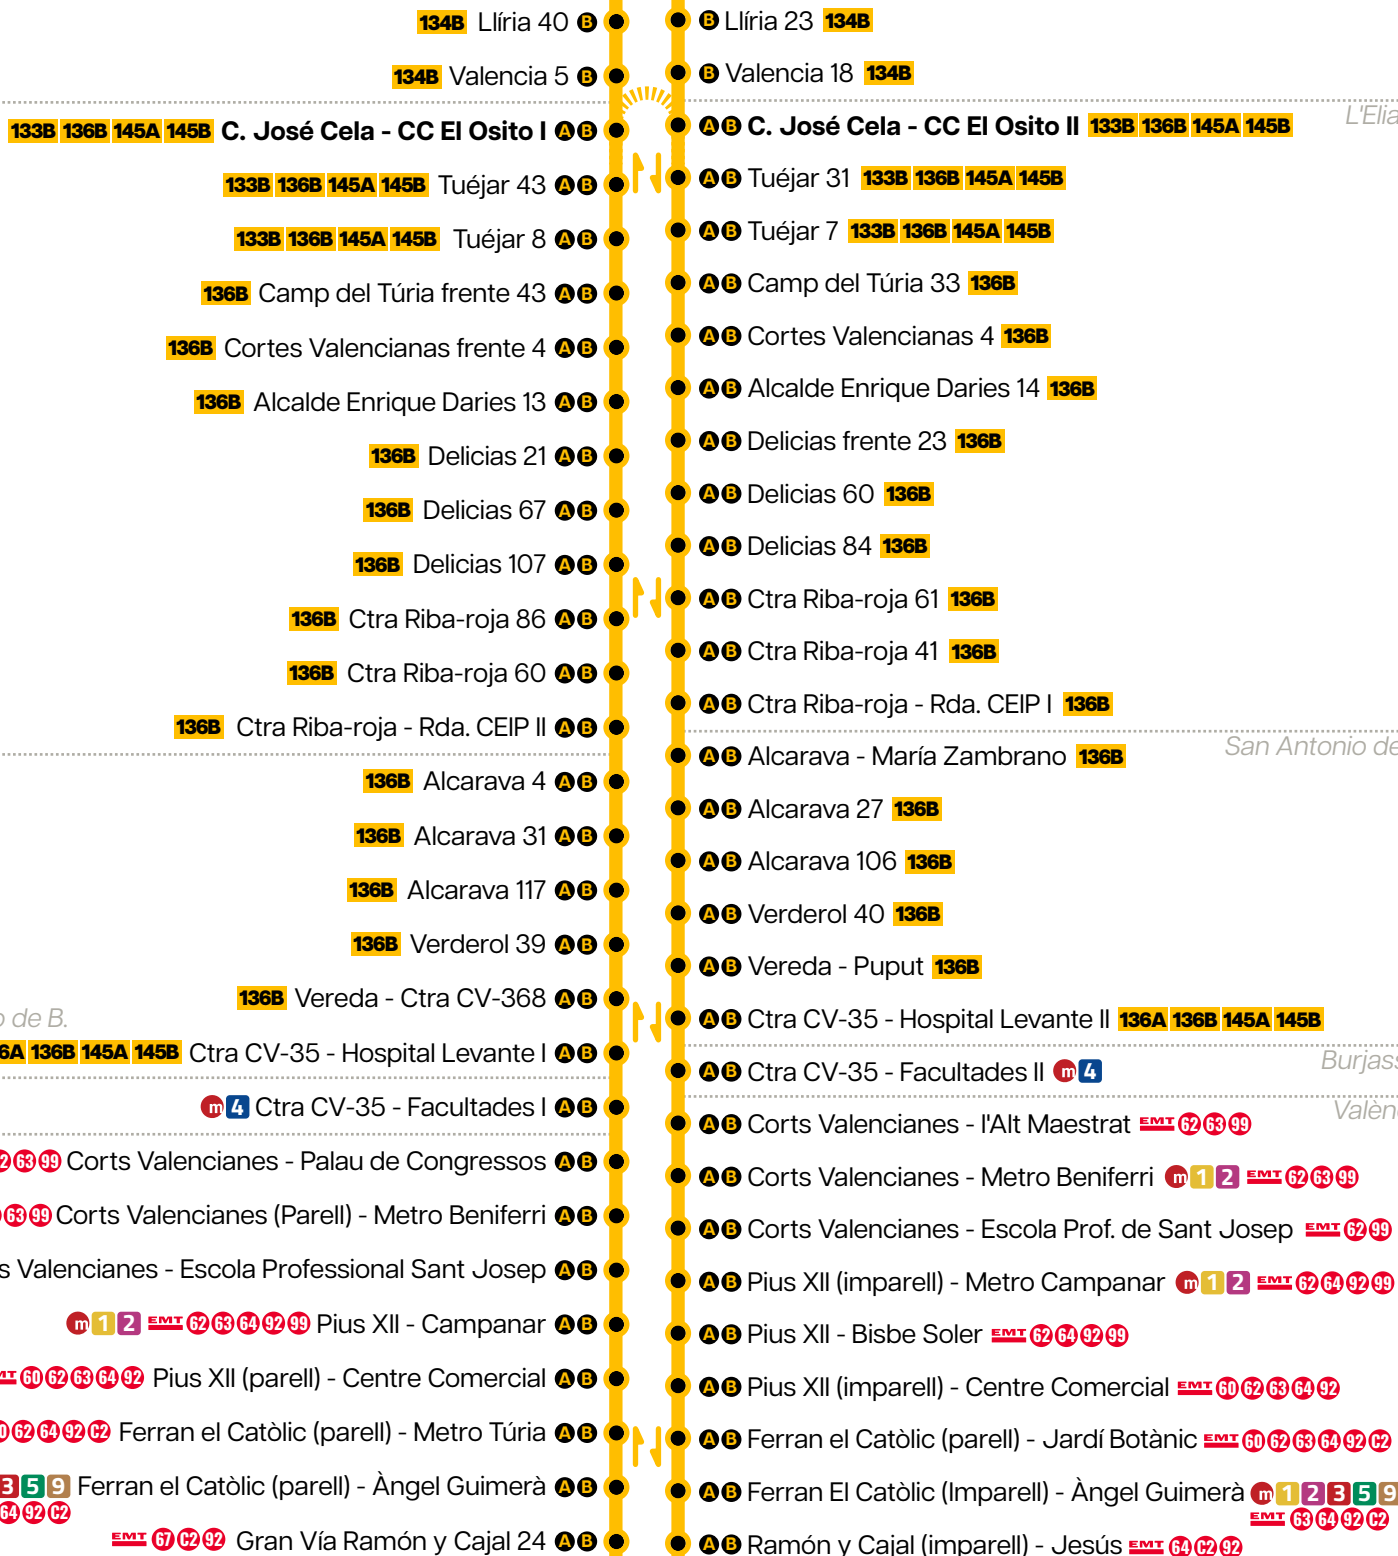 134B Llíria 40 B
134B Valencia 5 B
133B 136B 145A 145B C. José Cela - CC El Osito I A B
133B 136B 145A 145B Tuéjar 43 A B
133B 136B 145A 145B Tuéjar 8 A B
136B Camp del Túria frente 43 A B
136B Cortes Valencianas frente 4 A B
136B Alcalde Enrique Daries 13 A B
136B Delicias 21 A B
136B Delicias 67 A B
136B Delicias 107 A B
136B Ctra Riba-roja 86 A B
136B Ctra Riba-roja 60 A B
136B Ctra Riba-roja - Rda. CEIP II A B
136B Alcarava 4 A B
136B Alcarava 31 A B
136B Alcarava 117 A B
136B Verderol 39 A B
136B Vereda - Ctra CV-368 A B
de B.
6A 136B 145A 145B Ctra CV-35 - Hospital Levante I A B
m 4 Ctra CV-35 - Facultades I A B
2 63 99 Corts Valencianes - Palau de Congressos A B
63 99 Corts Valencianes (Parell) - Metro Beniferri A B
s Valencianes - Escola Professional Sant Josep A B
m 1 2 EMT 62 63 64 92 99 Pius XII - Campanar A B
60 62 63 64 92 Pius XII (parell) - Centre Comercial A B
62 64 92 C2 Ferran el Catòlic (parell) - Metro Túria A B
3 5 9 Ferran el Catòlic (parell) - Àngel Guimerà A B
64 92 C2
EMT 67 C2 92 Gran Vía Ramón y Cajal 24 A B
B Llíria 23 134B
B Valencia 18 134B
L'Elia
A B C. José Cela - CC El Osito II 133B 136B 145A 145B
A B Tuéjar 31 133B 136B 145A 145B
A B Tuéjar 7 133B 136B 145A 145B
A B Camp del Túria 33 136B
A B Cortes Valencianas 4 136B
A B Alcalde Enrique Daries 14 136B
A B Delicias frente 23 136B
A B Delicias 60 136B
A B Delicias 84 136B
A B Ctra Riba-roja 61 136B
A B Ctra Riba-roja 41 136B
A B Ctra Riba-roja - Rda. CEIP I 136B
San Antonio de
A B Alcarava - María Zambrano 136B
A B Alcarava 27 136B
A B Alcarava 106 136B
A B Verderol 40 136B
A B Vereda - Puput 136B
A B Ctra CV-35 - Hospital Levante II 136A 136B 145A 145B
Burjass
A B Ctra CV-35 - Facultades II m 4
Valèn
A B Corts Valencianes - l'Alt Maestrat EMT 62 63 99
A B Corts Valencianes - Metro Beniferri m 1 2 EMT 62 63 99
A B Corts Valencianes - Escola Prof. de Sant Josep EMT 62 99
A B Pius XII (imparell) - Metro Campanar m 1 2 EMT 62 64 92 99
A B Pius XII - Bisbe Soler EMT 62 64 92 99
A B Pius XII (imparell) - Centre Comercial EMT 60 62 63 64 92
A B Ferran el Catòlic (parell) - Jardí Botànic EMT 60 62 63 64 92 C2
A B Ferran El Catòlic (Imparell) - Àngel Guimerà m 1 2 3 5 9
EMT 63 64 92 C2
A B Ramón y Cajal (imparell) - Jesús EMT 64 C2 92